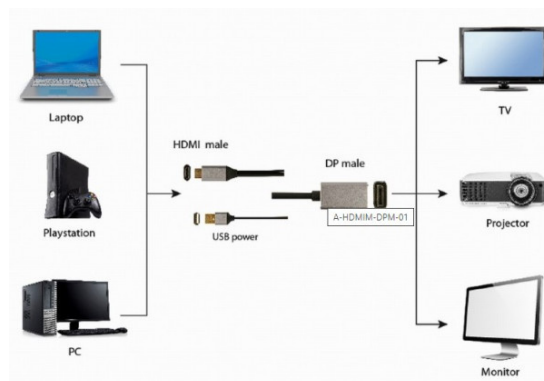 Laptop
HDMI male
Playstation
USB power
PC
DP male
A-HDMIM-DPM-01
TV
Projector
Monitor